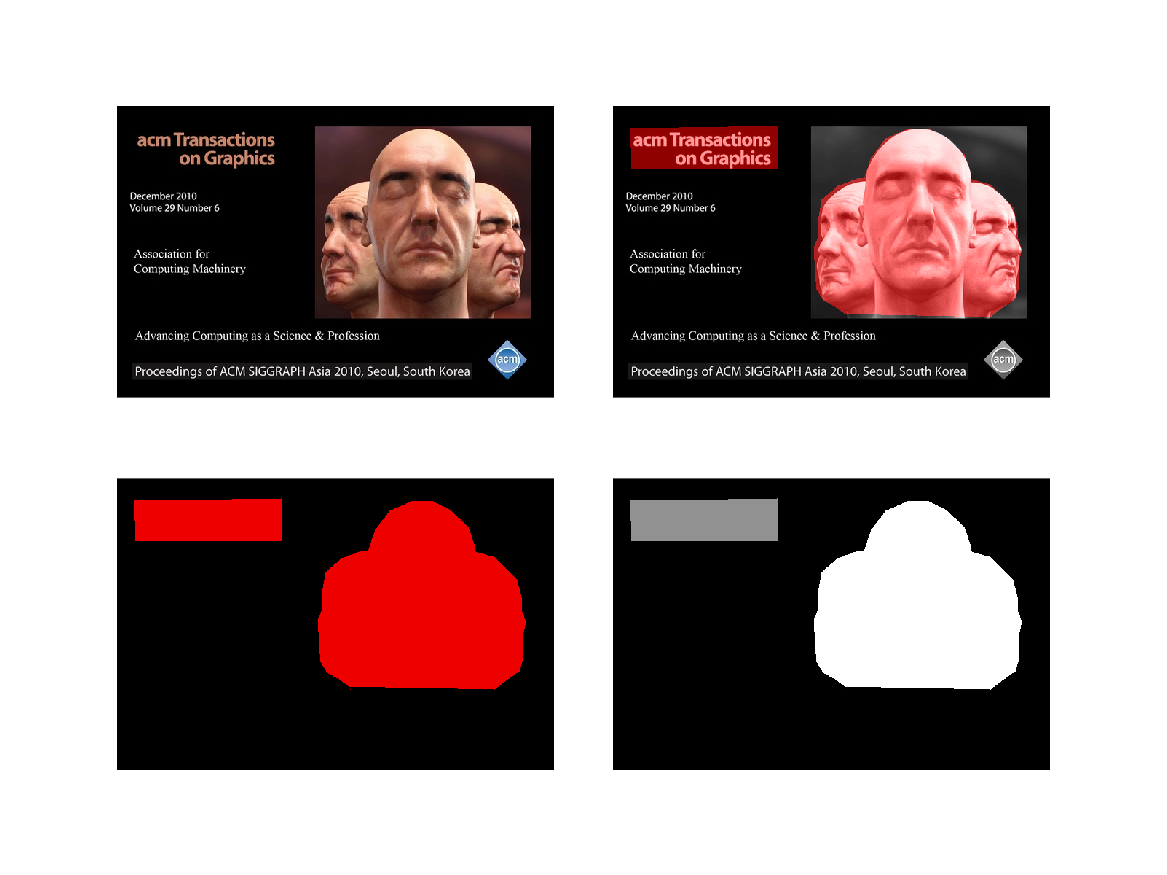 acm Transactions
on Graphics
December 2010
Volume 29 Number 6
Association for
Computing Machinery
Advancing Computing as a Science & Profession
acm
Proceedings of ACM SIGGRAPH Asia 2010, Seoul, South Korea
acm Transactions
on Graphics
December 2010
Volume 29 Number 6
Association for
Computing Machinery
Advancing Computing as a Science & Profession
acm
Proceedings of ACM SIGGRAPH Asia 2010, Seoul, South Korea